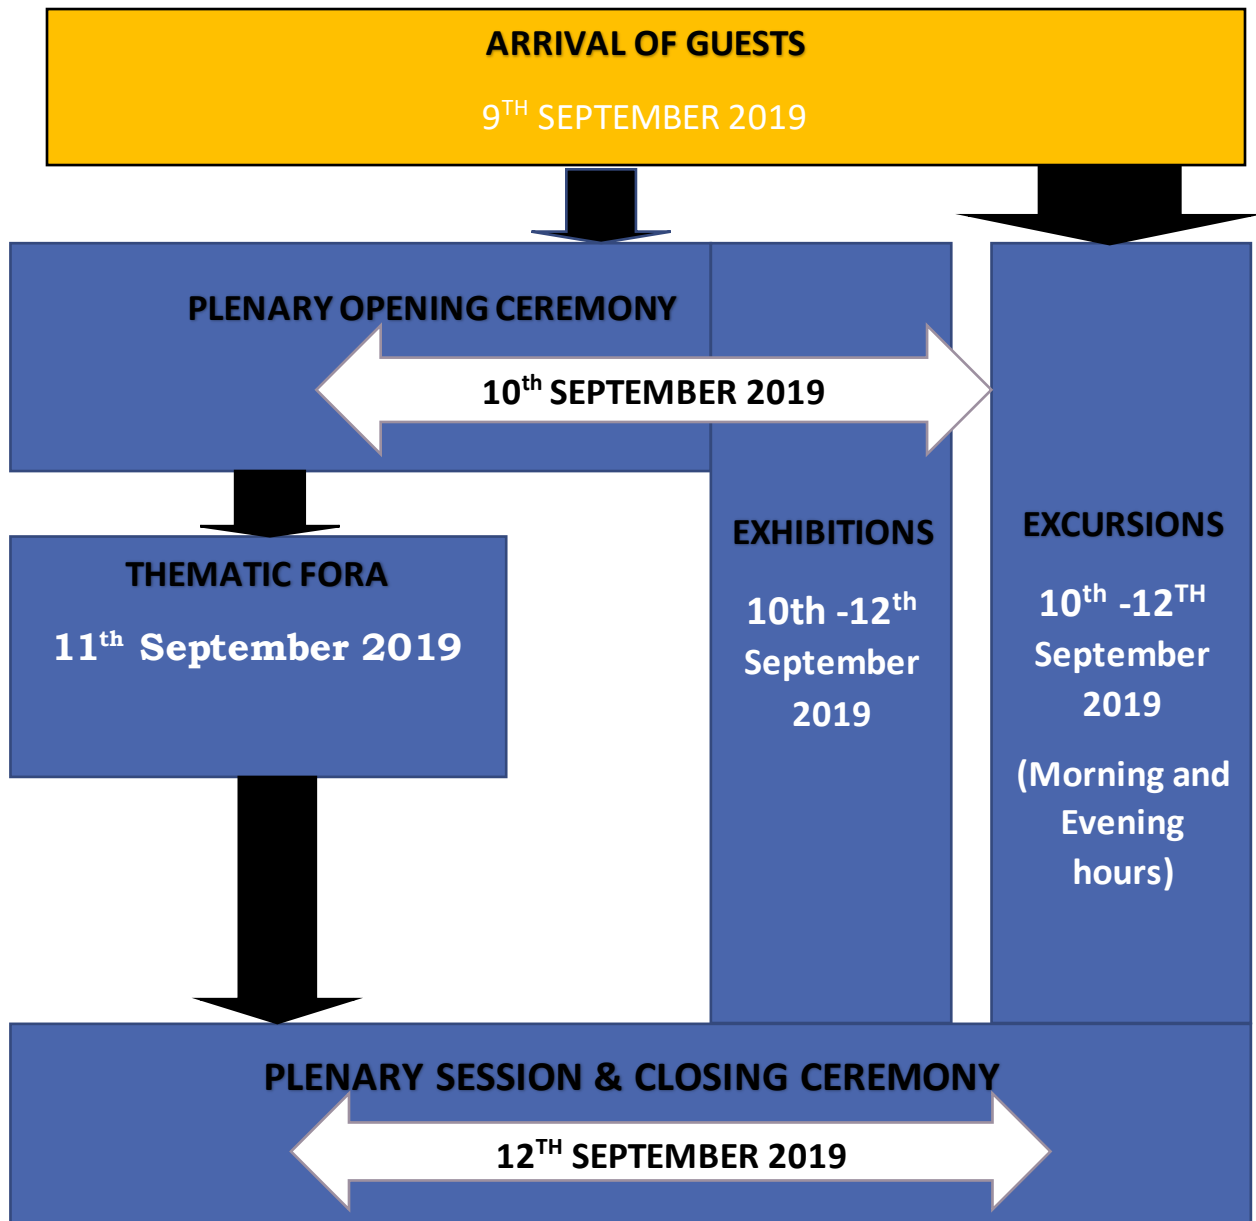 ARRIVAL OF GUESTS
9TH SEPTEMBER 2019
PLENARY OPENING CEREMONY
10th SEPTEMBER 2019
THEMATIC FORA
11th September 2019
EXHIBITIONS
10th -12th
September
2019
EXCURSIONS
10th -12TH
September
2019
(Morning and
Evening
hours)
PLENARY SESSION & CLOSING CEREMONY
12TH SEPTEMBER 2019